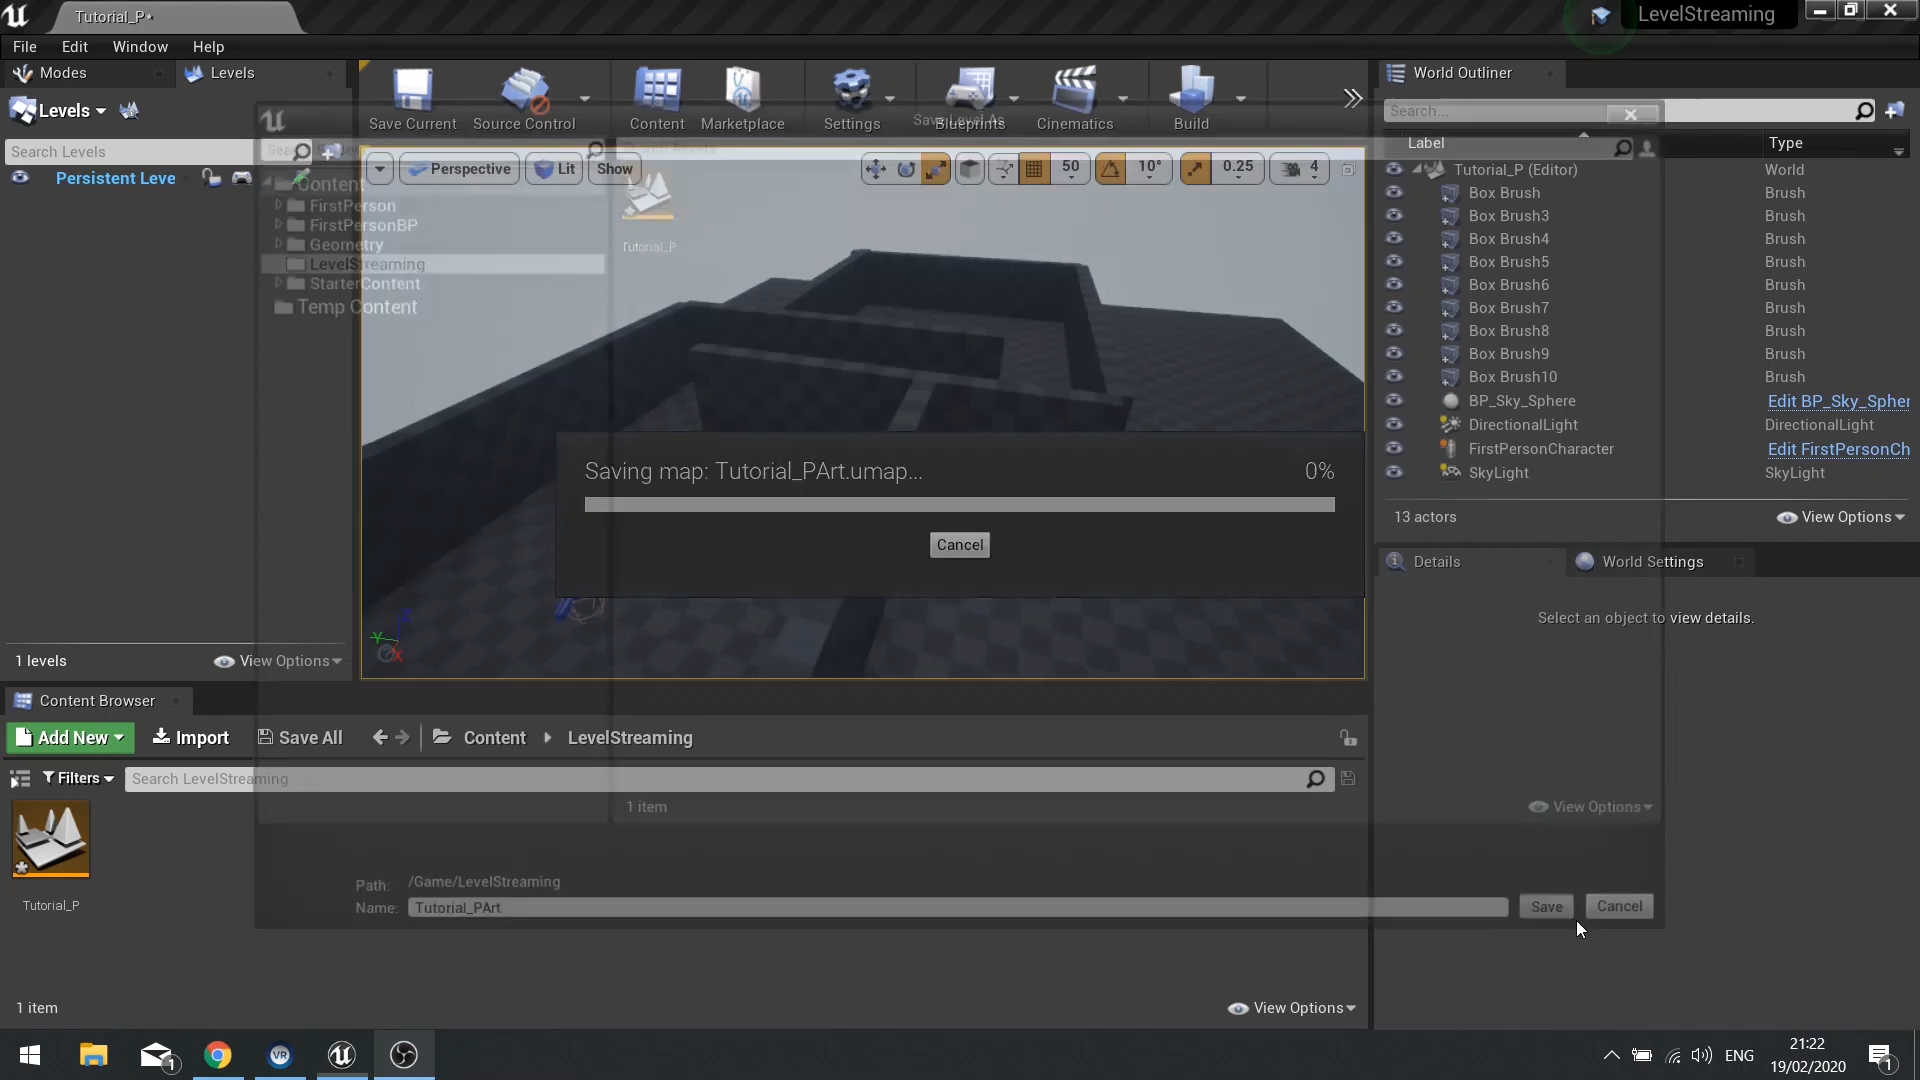 Tutorial_P•
LevelStreaming
File
Edit
Window
Help
Modes
Levels
World Outliner
Levels
Search Levels
Persistent Leve
1 levels
View Options
Save Current
Source Control
Content
Marketplace
Settings
Blueprints
Cinematics
Build
Perspective
Lit
Show
50
10°
0.25
4
Content
FirstPerson
FirstPersonBP
Geometry
LevelStreaming
StarterContent
Temp Content
Tutorial_P
Saving map: Tutorial_PArt.umap...
0%
Cancel
Search...
Label
Type
Tutorial_P (Editor)
World
Box Brush
Brush
Box Brush3
Brush
Box Brush4
Brush
Box Brush5
Brush
Box Brush6
Brush
Box Brush7
Brush
Box Brush8
Brush
Box Brush9
Brush
Box Brush10
Brush
BP_Sky_Sphere
Edit BP_Sky_Spher
DirectionalLight
DirectionalLight
FirstPersonCharacter
Edit FirstPersonCh
SkyLight
SkyLight
13 actors
View Options
Details
World Settings
Select an object to view details.
Content Browser
Add New
Import
Save All
Content
LevelStreaming
Filters
Search LevelStreaming
Tutorial_P
1 item
View Options
Path:
/Game/LevelStreaming
Name:
Tutorial_PArt
Save
Cancel
1 item
View Options
1
VR
ENG
21:22
19/02/2020
1